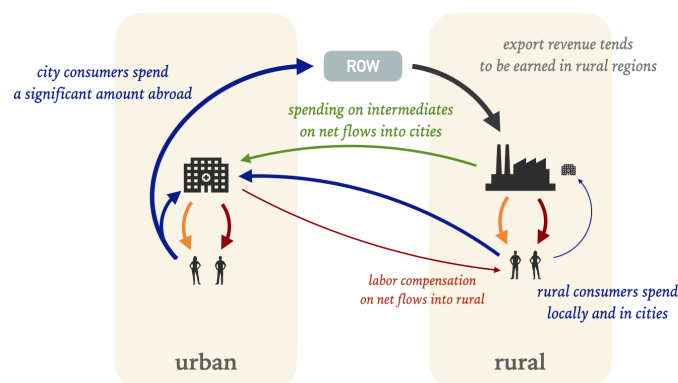 ROW
export revenue tends
to be earned in rural regions
city consumers spend
a significant amount abroad
spending on intermediates
on net flows into cities
labor compensation
on net flows into rural
rural consumers spend
locally and in cities
urban
rural